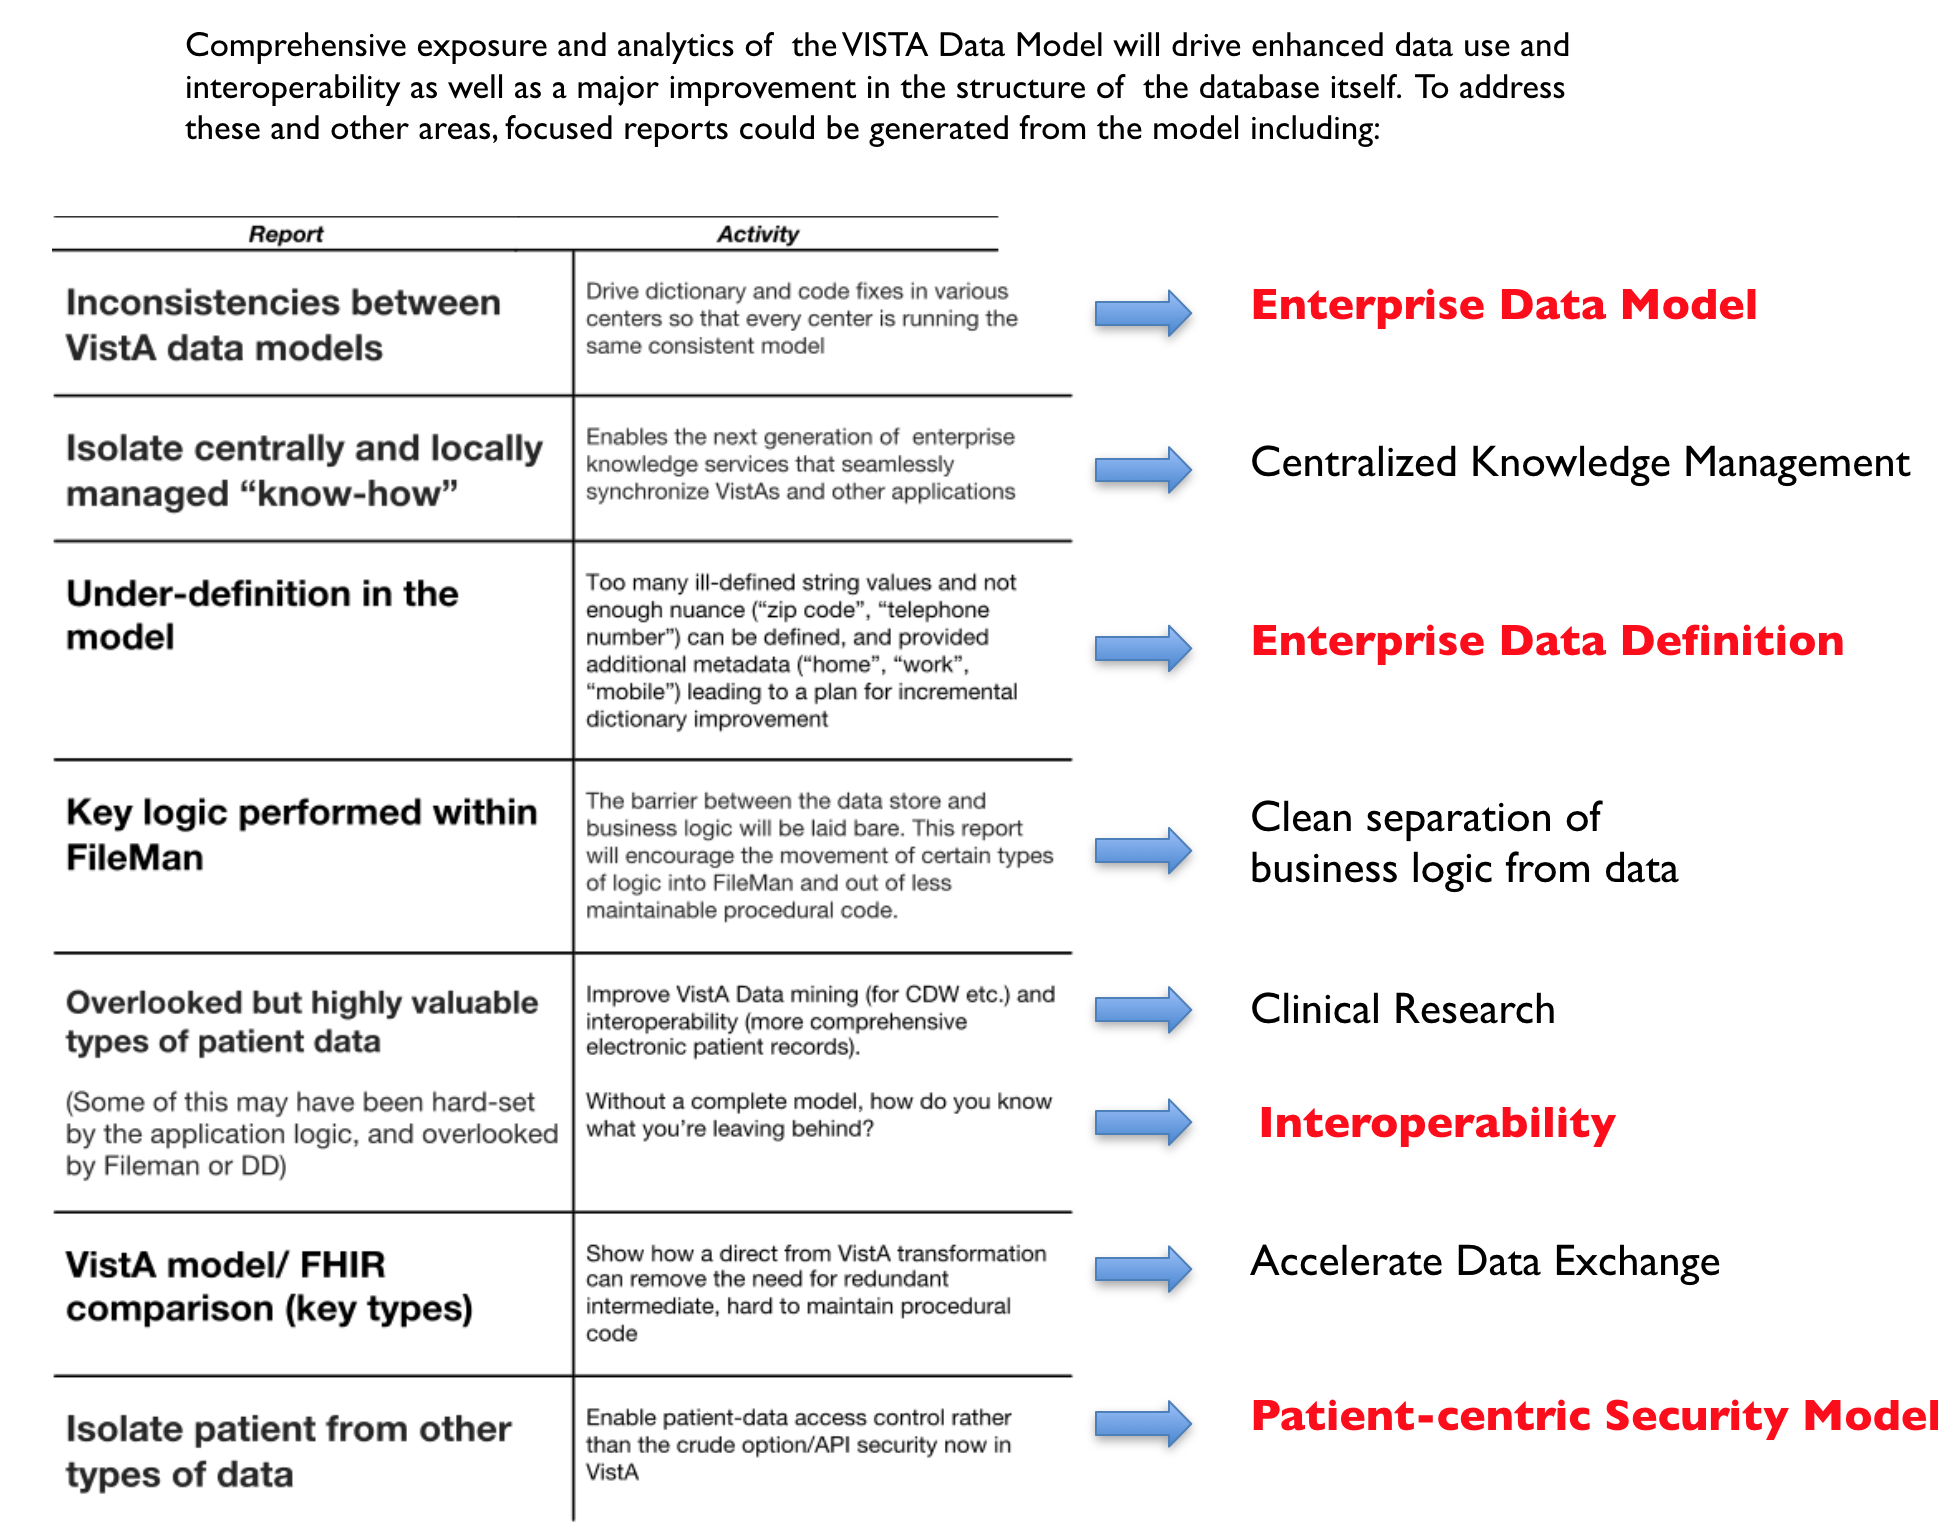 Comprehensive exposure and analytics of the VISTA Data Model will drive enhanced data use and
interoperability as well as a major improvement in the structure of the database itself. To address
these and other areas, focused reports could be generated from the model including:
Report
Activity
Inconsistencies between
VistA data models
Drive dictionary and code fixes in various
centers so that every center is running the
same consistent model
Enterprise Data Model
Isolate centrally and locally
managed “know-how”
Enables the next generation of enterprise
knowledge services that seamlessly
synchronize VistAs and other applications
Centralized Knowledge Management
Under-definition in the
model
Too many ill-defined string values and not
enough nuance (“zip code”, “telephone
number”) can be defined, and provided
additional metadata (“home”, “work”,
“mobile”) leading to a plan for incremental
dictionary improvement
Enterprise Data Definition
Key logic performed within
FileMan
The barrier between the data store and
business logic will be laid bare. This report
will encourage the movement of certain types
of logic into FileMan and out of less
maintainable procedural code.
Clean separation of
business logic from data
Overlooked but highly valuable
types of patient data
(Some of this may have been hard-set
by the application logic, and overlooked
by Fileman or DD)
Improve VistA Data mining (for CDW etc.) and
interoperability (more comprehensive
electronic patient records).
Without a complete model, how do you know
what you’re leaving behind?
Clinical Research
Interoperability
VistA model/ FHIR
comparison (key types)
Show how a direct from VistA transformation
can remove the need for redundant
intermediate, hard to maintain procedural
code
Accelerate Data Exchange
Isolate patient from other
types of data
Enable patient-data access control rather
than the crude option/API security now in
VistA
Patient-centric Security Model